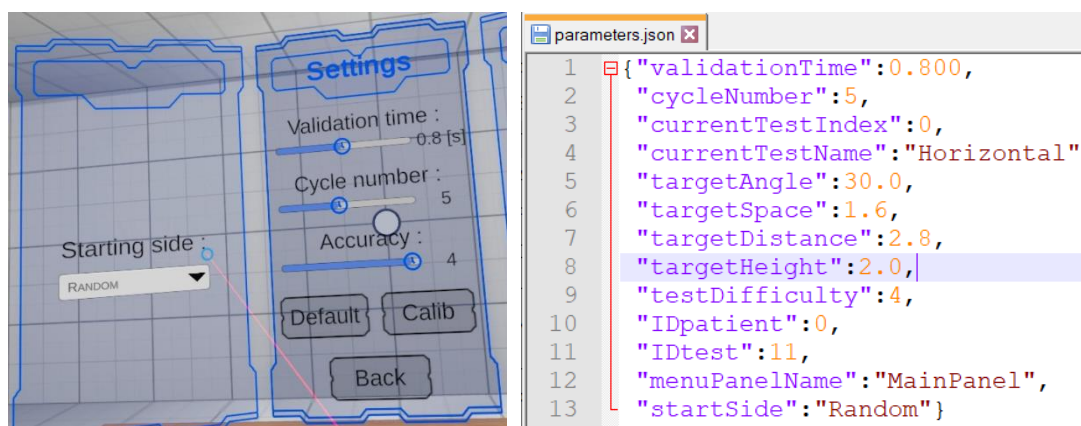 Settings
Validation time :
0.8 [s]
Cycle number :
5
Accuracy :
4
Default
Calib
Back
Starting side :
RANDOM
parameters.json
1 {"validationTime":0.800,
2 "cycleNumber":5,
3 "currentTestIndex":0,
4 "currentTestName":"Horizontal"
5 "targetAngle":30.0,
6 "targetSpace":1.6,
7 "targetDistance":2.8,
8 "targetHeight":2.0,
9 "testDifficulty":4,
10 "IDpatient":0,
11 "IDtest":11,
12 "menuPanelName":"MainPanel",
13 "startSide":"Random"}